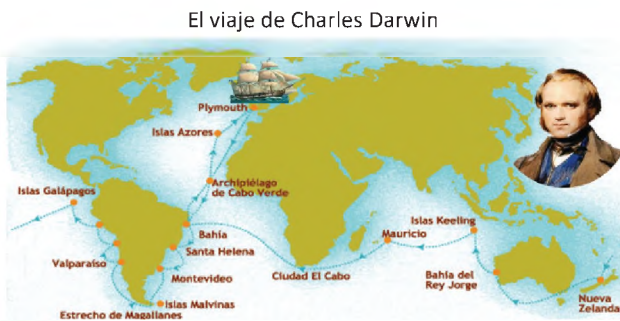 El viaje de Charles Darwin
Plymouth
Islas Azores
Archipiélago
de Cabo Verde
Islas Galápagos
Bahía
Santa Helena
Valparaíso
Montevideo
Islas Malvinas
Estrecho de Magallanes
Ciudad El Cabo
Mauricio
Islas Keeling
Bahía del
Rey Jorge
Nueva
Zelanda